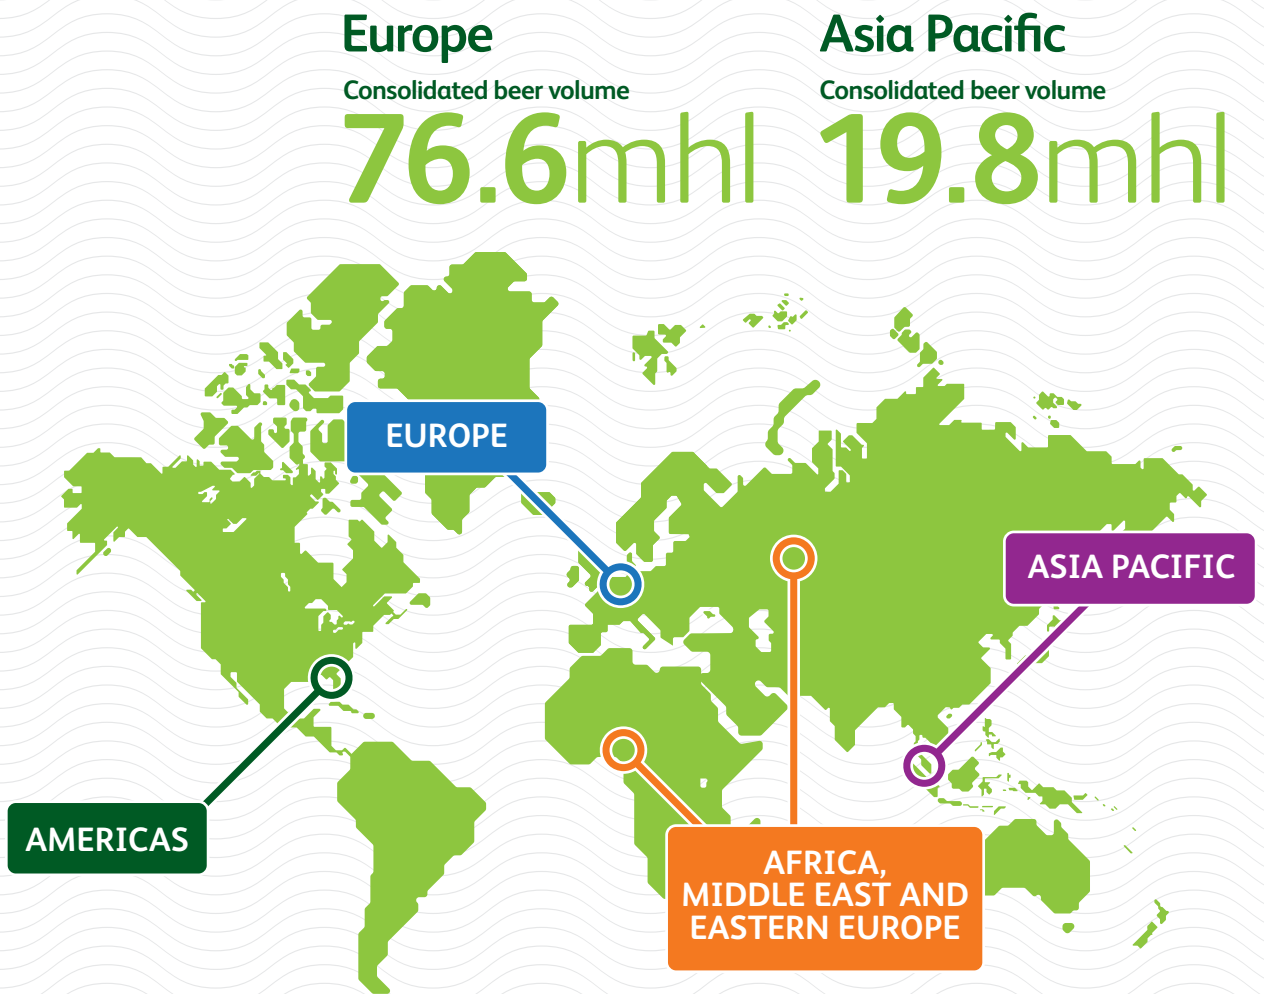 Europe
Consolidated beer volume
76.6mhl
Asia Pacific
Consolidated beer volume
19.8mhl
EUROPE
ASIA PACIFIC
AMERICAS
AFRICA,
MIDDLE EAST AND
EASTERN EUROPE